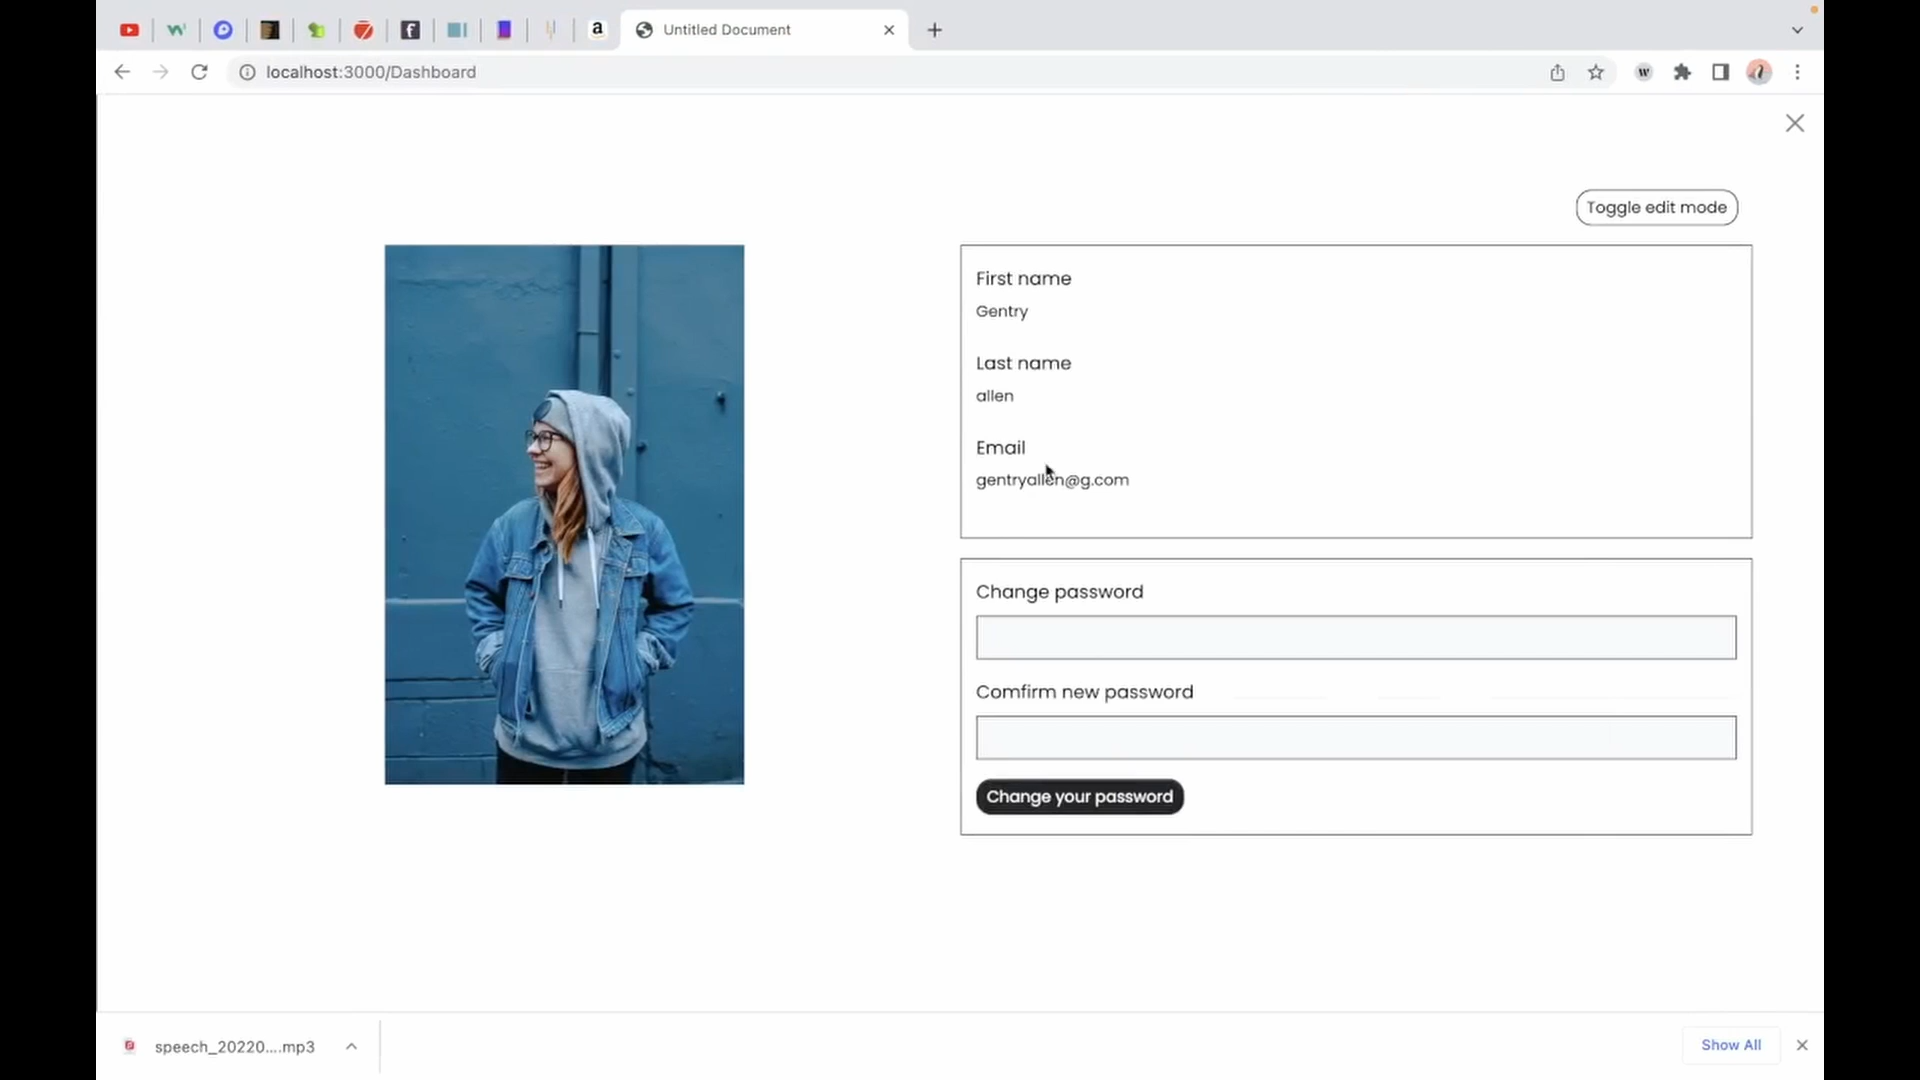 Untitled Document
localhost:3000/Dashboard
Toggle edit mode
First name
Gentry
Last name
allen
Email
gentryallen@g.com
Change password
Comfirm new password
Change your password
speech_20220....mp3
Show All